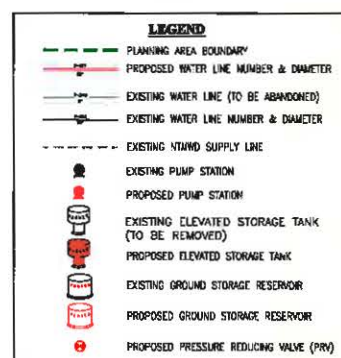 LEGEND
PLANNING AREA BOUNDARY
PROPOSED WATER LINE NUMBER & DIAMETER
EXISTING WATER LINE (TO BE ABANDONED)
EXISTING WATER LINE NUMBER & DIAMETER
EXISTING NTMWD SUPPLY LINE
EXISTING PUMP STATION
PROPOSED PUMP STATION
EXISTING ELEVATED STORAGE TANK
(TO BE REMOVED)
PROPOSED ELEVATED STORAGE TANK
EXISTING GROUND STORAGE RESERVOIR
PROPOSED GROUND STORAGE RESERVOIR
PROPOSED PRESSURE REDUCING VALVE (PRV)